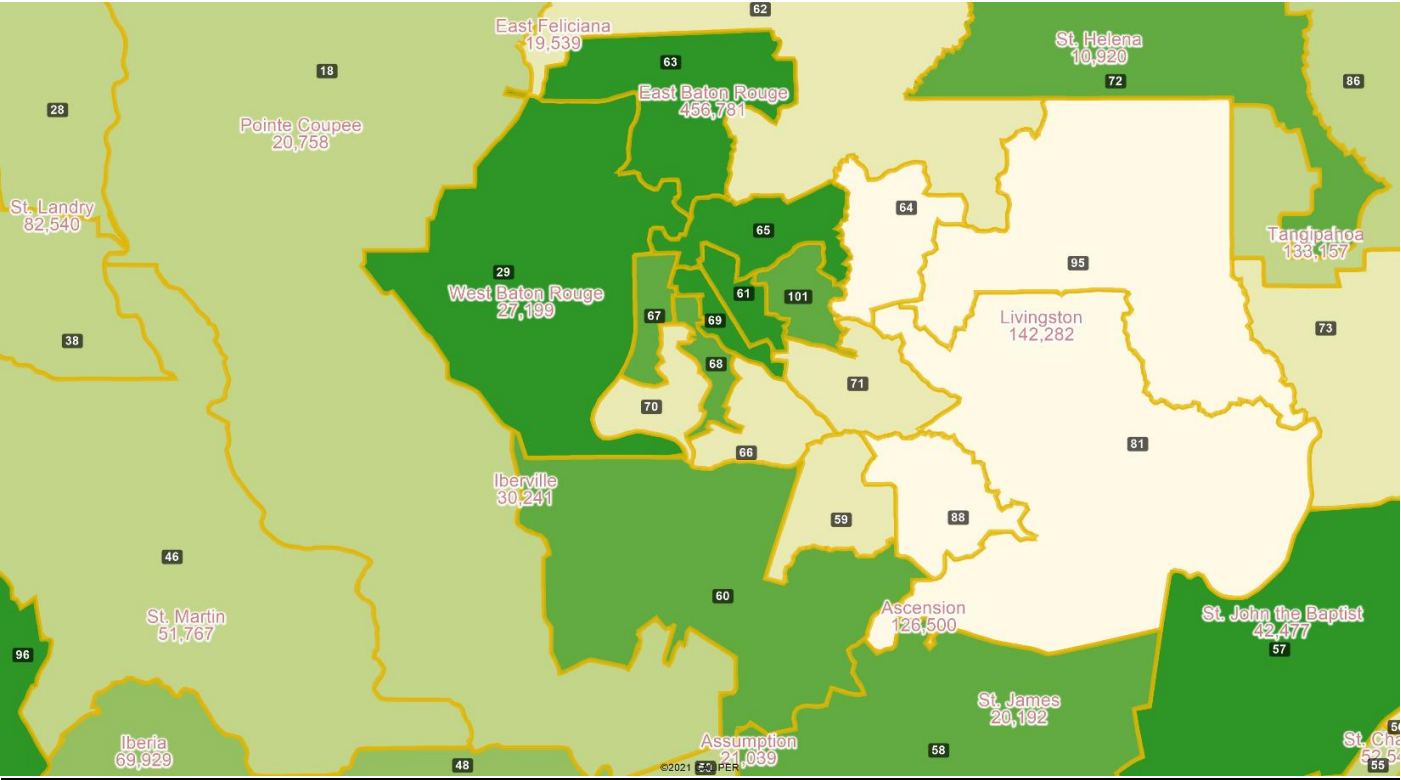 62
East Feliciana
19,539
St. Helena
10,920
63
18
72
86
East Baton Rouge
456,781
28
Pointe Coupee
20,758
St. Landry
82,540
64
65
Tangipahoa
133,157
95
29
West Baton Rouge
27,199
61
101
67
69
Livingston
142,282
73
38
68
71
70
81
66
Iberville
30,241
59
88
46
60
Ascension
126,500
St. Martin
51,767
St. John the Baptist
42,477
57
96
St. James
20,192
Iberia
69,929
Assumption
21,039
58
48
©2021
St. Cha
55